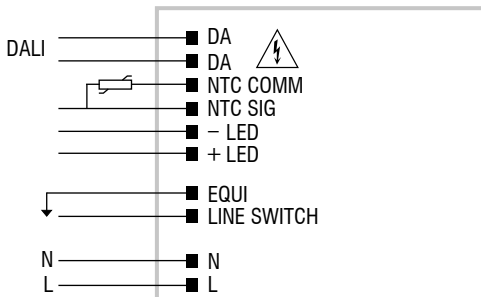 DALI
DA
DA
NTC COMM
NTC SIG
− LED
+ LED
EQUI
LINE SWITCH
N N
L L